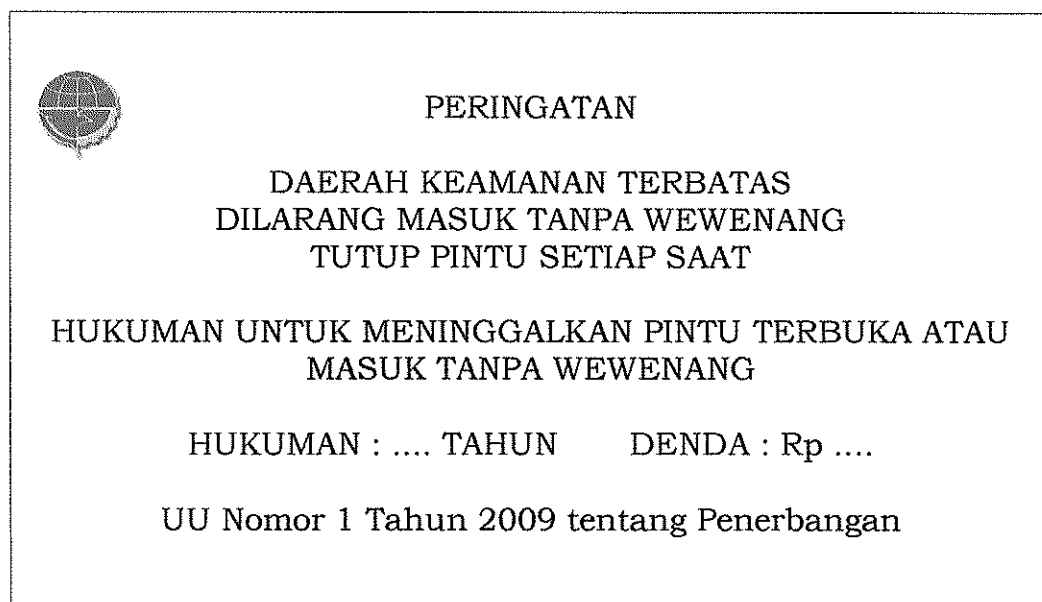 PERINGATAN
DAERAH KEAMANAN TERBATAS
DILARANG MASUK TANPA WEWENANG
TUTUP PINTU SETIAP SAAT
HUKUMAN UNTUK MENINGGALKAN PINTU TERBUKA ATAU
MASUK TANPA WEWENANG
HUKUMAN : .... TAHUN DENDA : Rp ....
UU Nomor 1 Tahun 2009 tentang Penerbangan